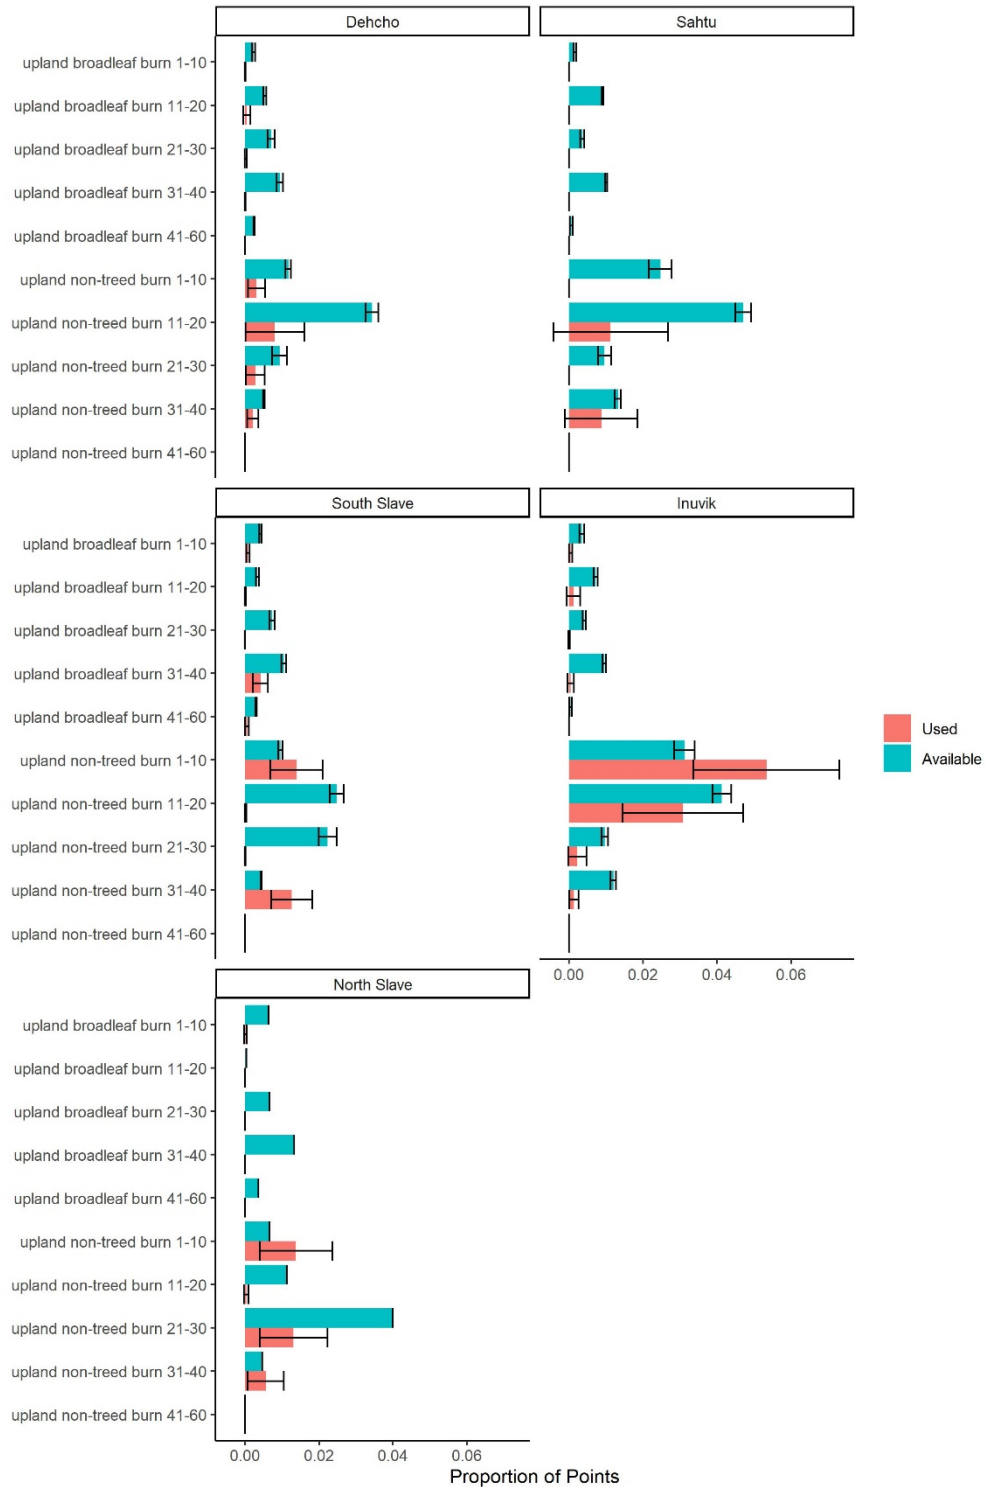 Dehcho
Sahtu
upland broadleaf burn 1-10
upland broadleaf burn 11-20
upland broadleaf burn 21-30
upland broadleaf burn 31-40
upland broadleaf burn 41-60
upland non-treed burn 1-10
upland non-treed burn 11-20
upland non-treed burn 21-30
upland non-treed burn 31-40
upland non-treed burn 41-60
South Slave
Inuvik
upland broadleaf burn 1-10
upland broadleaf burn 11-20
upland broadleaf burn 21-30
upland broadleaf burn 31-40
upland broadleaf burn 41-60
upland non-treed burn 1-10
upland non-treed burn 11-20
upland non-treed burn 21-30
upland non-treed burn 31-40
upland non-treed burn 41-60
0.00 0.02 0.04 0.06
Used
Available
North Slave
upland broadleaf burn 1-10
upland broadleaf burn 11-20
upland broadleaf burn 21-30
upland broadleaf burn 31-40
upland broadleaf burn 41-60
upland non-treed burn 1-10
upland non-treed burn 11-20
upland non-treed burn 21-30
upland non-treed burn 31-40
upland non-treed burn 41-60
0.00 0.02 0.04 0.06
Proportion of Points